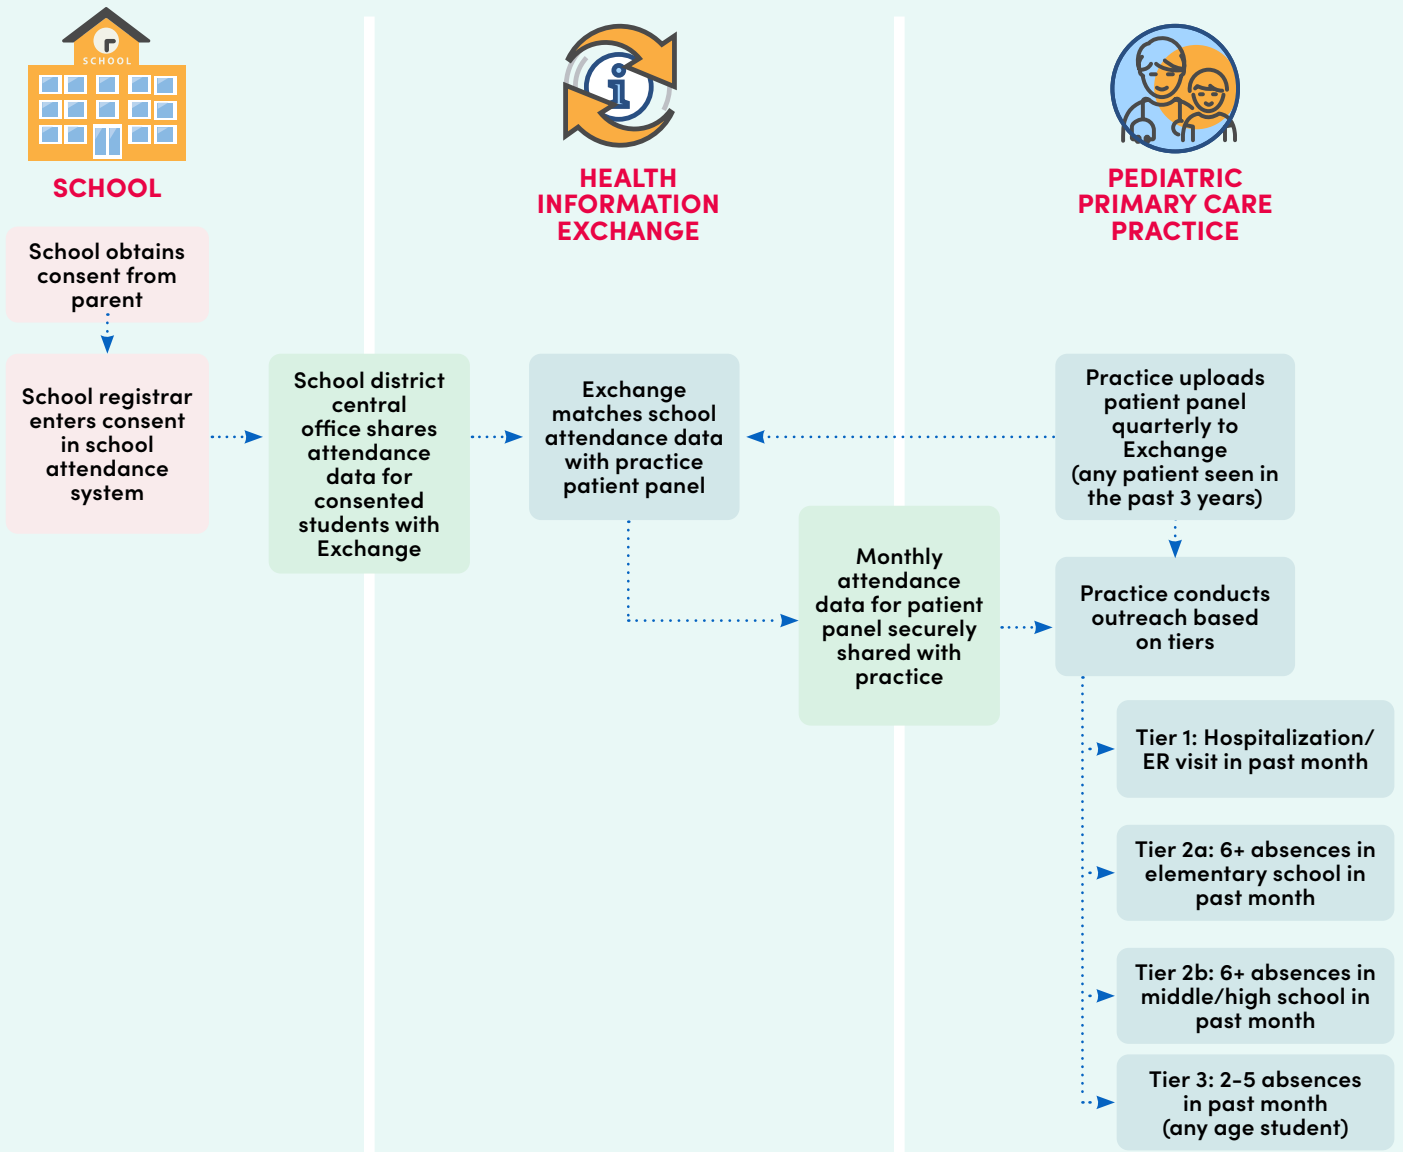 SCHOOL
SCHOOL
School obtains
consent from
parent
School registrar
enters consent
in school
attendance
system
School district
central
office shares
attendance
data for
consented
students with
Exchange
HEALTH
INFORMATION
EXCHANGE
Exchange
matches school
attendance data
with practice
patient panel
Monthly
attendance
data for patient
panel securely
shared with
practice
PEDIATRIC
PRIMARY CARE
PRACTICE
Practice uploads
patient panel
quarterly to
Exchange
(any patient seen in
the past 3 years)
Practice conducts
outreach based
on tiers
Tier 1: Hospitalization/
ER visit in past month
Tier 2a: 6+ absences in
elementary school in
past month
Tier 2b: 6+ absences in
middle/high school in
past month
Tier 3: 2-5 absences
in past month
(any age student)